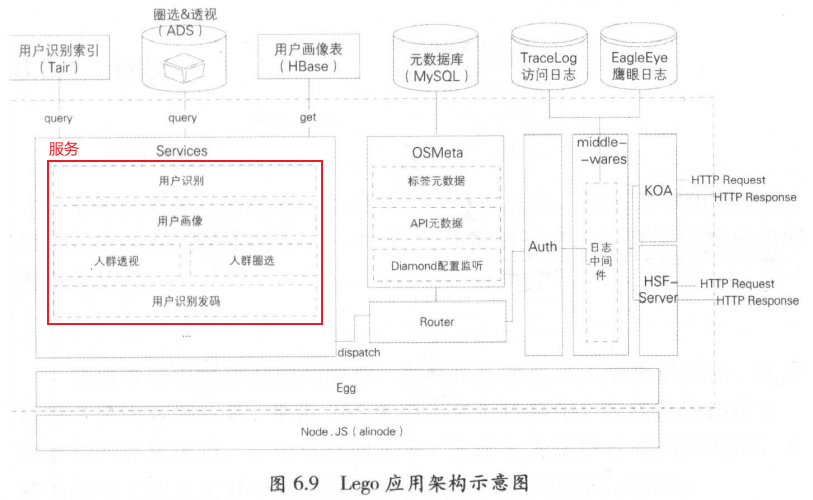 圈选&透视
（ADS）
用户识别索引
（Tair）
用户画像表
（HBase）
元数据库
（MySQL）
TraceLog
访问日志
EagleEye
鹰眼日志
query
query
get
服务
Services
用户识别
用户画像
人群透视
人群圈选
用户识别发码
...
OSMeta
标签元数据
API元数据
Diamond配置监听
Router
dispatch
Auth
middle-
-wares
日志
中间
件
KOA
HTTP Request
HTTP Response
HSF-
Server
HTTP Request
HTTP Response
Egg
Node.JS（alinode）
图 6.9 Lego 应用架构示意图